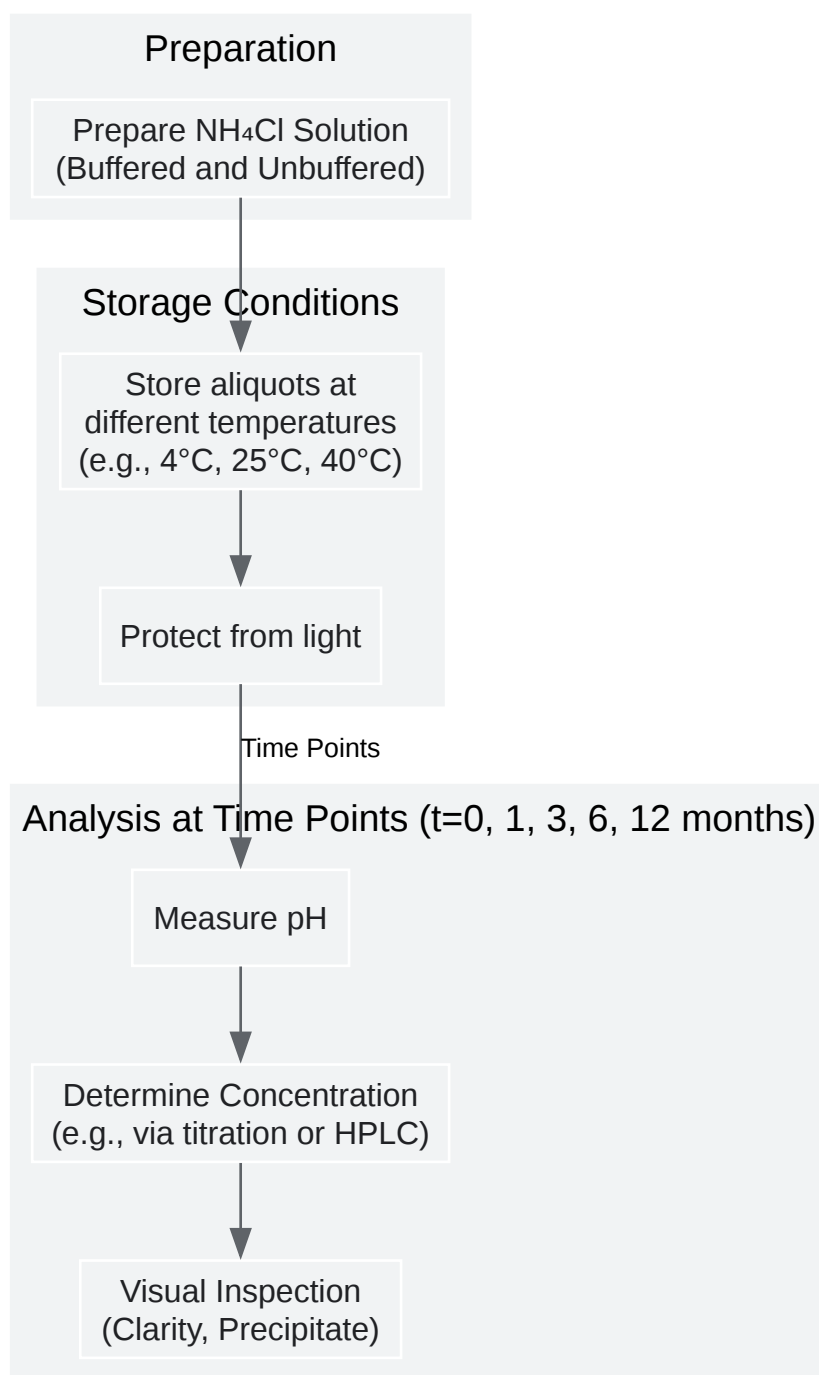 Preparation
Prepare NH₄Cl Solution
(Buffered and Unbuffered)
Storage Conditions
Store aliquots at
different temperatures
(e.g., 4°C, 25°C, 40°C)
Protect from light
Time Points
Analysis at Time Points (t=0, 1, 3, 6, 12 months)
Measure pH
Determine Concentration
(e.g., via titration or HPLC)
Visual Inspection
(Clarity, Precipitate)